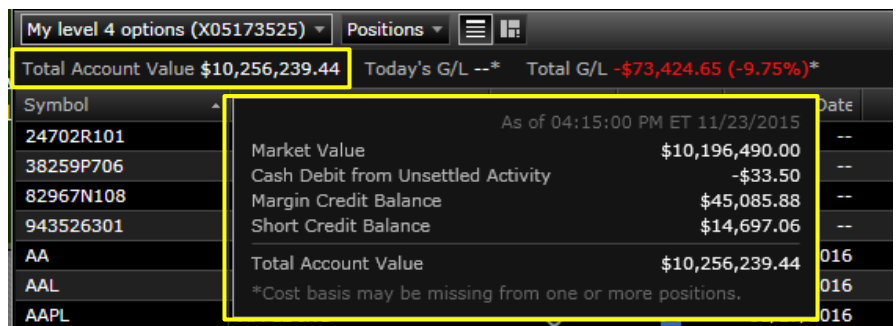 My level 4 options (X05173525) Positions
Total Account Value $10,256,239.44 Today's G/L --* Total G/L -$73,424.65 (-9.75%)*
Symbol Date
As of 04:15:00 PM ET 11/23/2015
24702R101 --
Market Value $10,196,490.00
38259P706 --
Cash Debit from Unsettled Activity -$33.50
82967N108 --
Margin Credit Balance $45,085.88
943526301 --
Short Credit Balance $14,697.06
AA 016
Total Account Value $10,256,239.44
AAL 016
*Cost basis may be missing from one or more positions.
AAPL 016